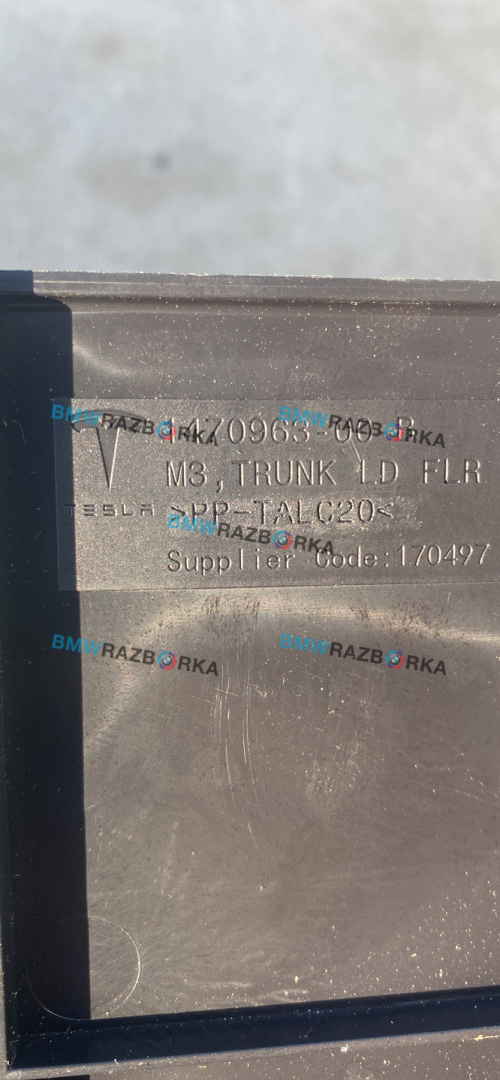 1470963-00-B
M3,TRUNK LD FLR
TESLA >PP-TALC20<
Supplier Code:170497
BMWRAZBORKA
BMWRAZBORKA
BMWRAZBORKA
BMWRAZBORKA
BMWRAZBORKA